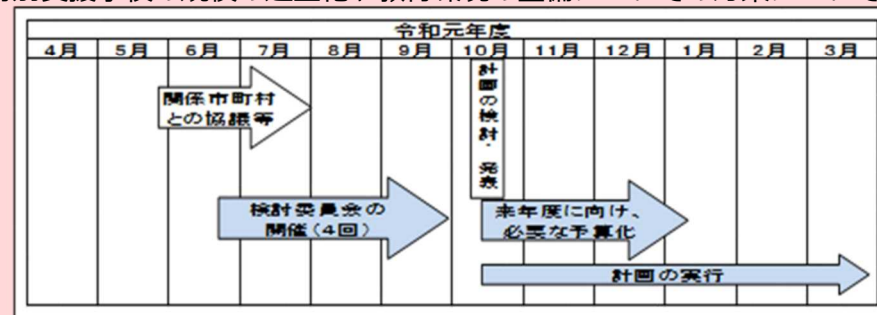 令和元年度
4月 5月 6月 7月 8月 9月 10月 11月 12月 1月 2月 3月
関係市町村
との協議等
計画の検討・発表
検討委員会の
開催(4回)
来年度に向け、
必要な予算化
計画の実行